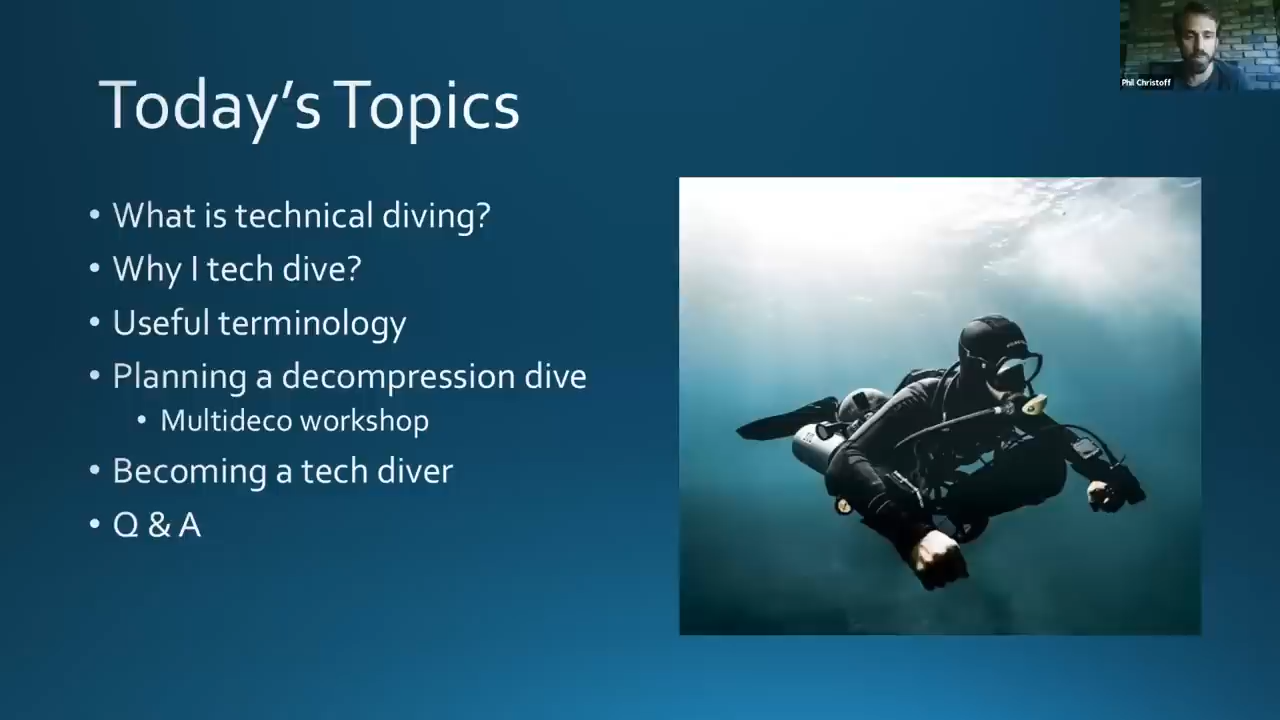 Phil Christoff
Today's Topics
• What is technical diving?
• Why I tech dive?
• Useful terminology
• Planning a decompression dive
• Multideco workshop
• Becoming a tech diver
• Q & A